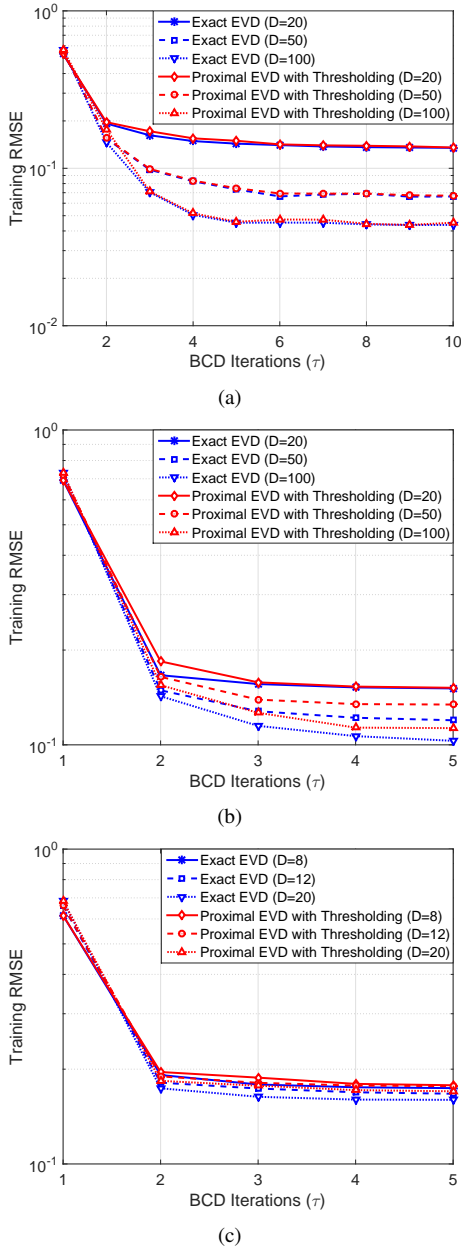 10^0
Exact EVD (D=20)
Exact EVD (D=50)
Exact EVD (D=100)
Proximal EVD with Thresholding (D=20)
Proximal EVD with Thresholding (D=50)
Proximal EVD with Thresholding (D=100)
Training RMSE
10^-1
10^-2
2 4 6 8 10
BCD Iterations (τ)
(a)
10^0
Exact EVD (D=20)
Exact EVD (D=50)
Exact EVD (D=100)
Proximal EVD with Thresholding (D=20)
Proximal EVD with Thresholding (D=50)
Proximal EVD with Thresholding (D=100)
Training RMSE
10^-1
1 2 3 4 5
BCD Iterations (τ)
(b)
10^0
Exact EVD (D=8)
Exact EVD (D=12)
Exact EVD (D=20)
Proximal EVD with Thresholding (D=8)
Proximal EVD with Thresholding (D=12)
Proximal EVD with Thresholding (D=20)
Training RMSE
10^-1
1 2 3 4 5
BCD Iterations (τ)
(c)